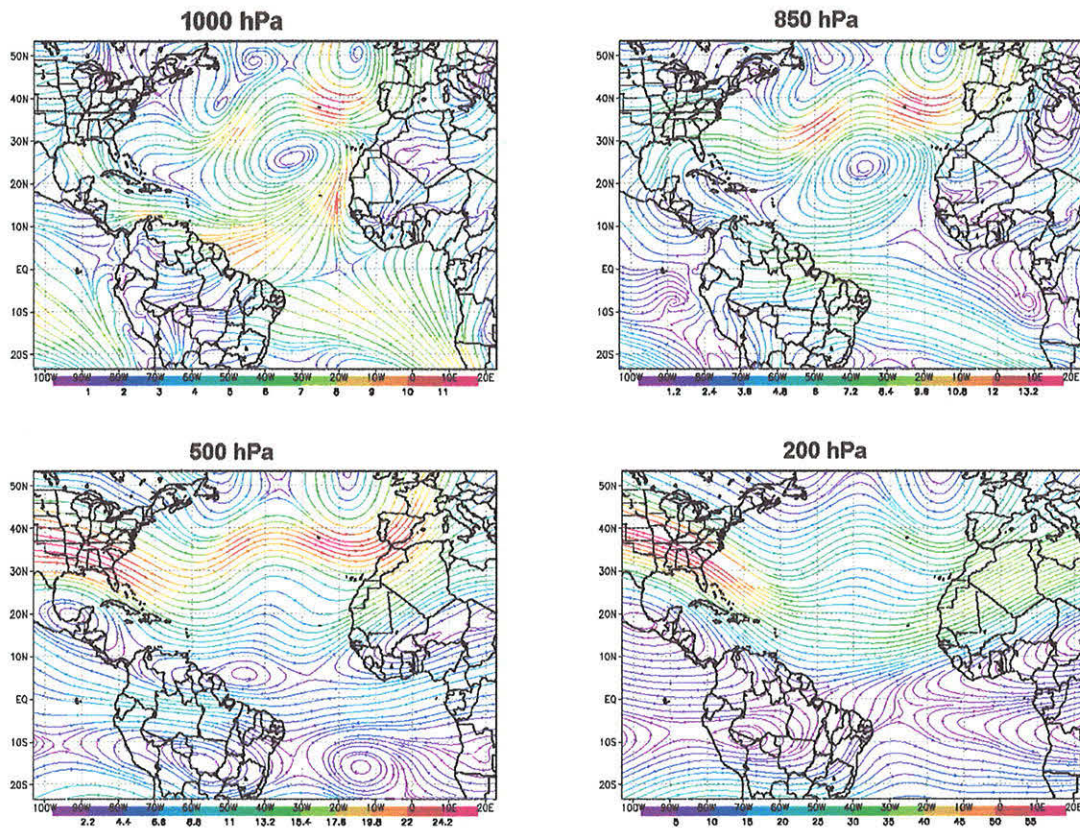 1000 hPa
850 hPa
50N
40N
30N
20N
10N
EQ
10S
20S
100W 90W 80W 70W 60W 50W 40W 30W 20W 10W 0 10E 20E
1 2 3 4 5 6 7 8 9 10 11
50N
40N
30N
20N
10N
EQ
10S
20S
100W 90W 80W 70W 60W 50W 40W 30W 20W 10W 0 10E 20E
1.2 2.4 3.6 4.8 6 7.2 8.4 9.6 10.8 12 13.2
500 hPa
200 hPa
50N
40N
30N
20N
10N
EQ
10S
20S
100W 90W 80W 70W 60W 50W 40W 30W 20W 10W 0 10E 20E
2.2 4.4 6.6 8.8 11 13.2 15.4 17.6 19.8 22 24.2
50N
40N
30N
20N
10N
EQ
10S
20S
100W 90W 80W 70W 60W 50W 40W 30W 20W 10W 0 10E 20E
5 10 15 20 25 30 35 40 45 50 55